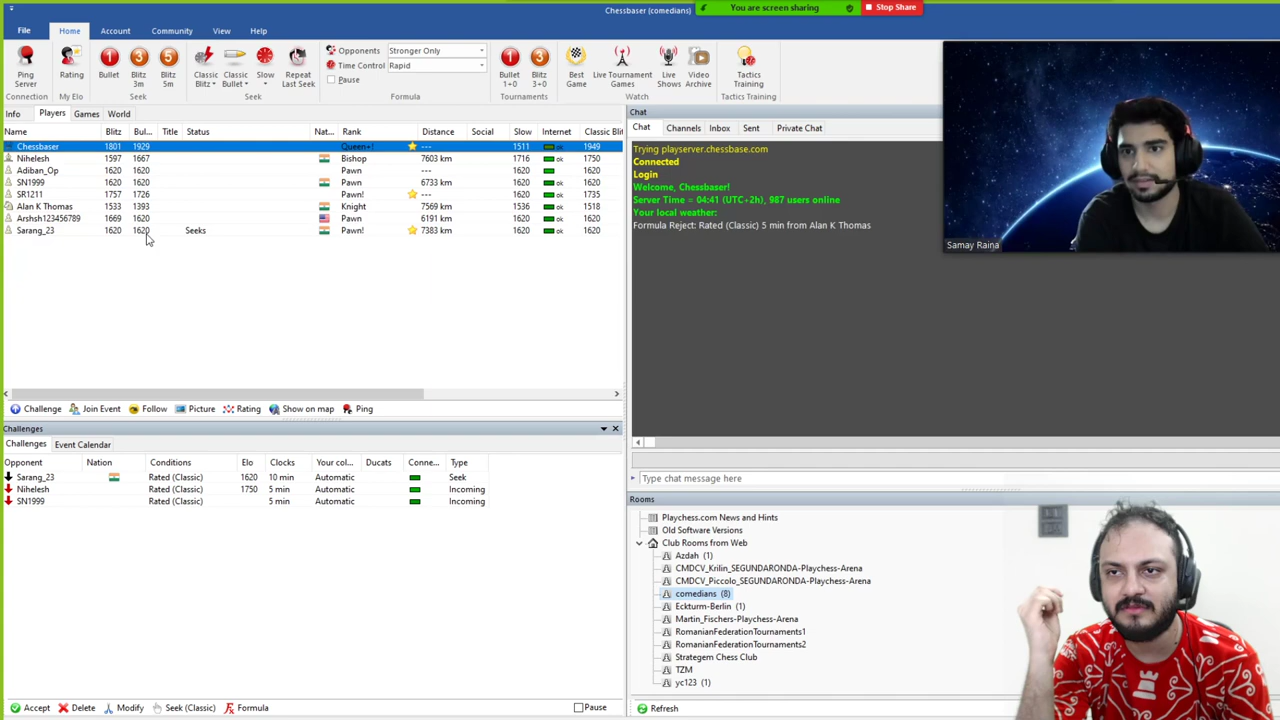 Chessbaser (comedians)
You are screen sharing
Stop Share
File Home Account Community View Help
Ping Server
Rating
Bullet
Blitz 3m
Blitz 5m
Classic Blitz
Classic Bullet
Slow
Repeat Last Seek
Opponents Stronger Only
Time Control Rapid
Pause
Bullet 1+0
Blitz 3+0
Best Game
Live Tournament Games
Live Shows
Video Archive
Tactics Training
Connection My Elo Seek Seek Formula Tournaments Watch Tactics Training
Info Players Games World
Name Blitz Bul... Title Status Nat... Rank Distance Social Slow Internet Classic Blit
Chessbaser 1801 1929 Queen+! --- 1511 ok 1949
Nihelesh 1597 1667 Bishop 7603 km 1716 ok 1750
Adiban_Op 1620 1620 Pawn --- 1620 ok 1620
SN1999 1620 1620 Pawn 6733 km 1620 ok 1620
SR1211 1757 1726 Pawn! --- 1620 ok 1735
Alan K Thomas 1533 1393 Knight 7569 km 1536 ok 1518
Arshsh123456789 1669 1620 Pawn 6191 km 1620 ok 1620
Sarang_23 1620 1620 Seeks Pawn! 7383 km 1620 ok 1620
Challenge Join Event Follow Picture Rating Show on map Ping
Challenges
Challenges Event Calendar
Opponent Nation Conditions Elo Clocks Your col... Ducats Conne... Type
Sarang_23 Rated (Classic) 1620 10 min Automatic Seek
Nihelesh Rated (Classic) 1750 5 min Automatic Incoming
SN1999 Rated (Classic) 5 min Automatic Incoming
Accept Delete Modify Seek (Classic) Formula Pause
Chat
Chat Channels Inbox Sent Private Chat
Trying playserver.chessbase.com
Connected
Login
Welcome, Chessbaser!
Server Time = 04:41 (UTC+2h), 987 users online
Your local weather:
Formula Reject: Rated (Classic) 5 min from Alan K Thomas
Samay Raina
Type chat message here
Rooms
Playchess.com News and Hints
Old Software Versions
Club Rooms from Web
Azdah (1)
CMDCV_Krilin_SEGUNDARONDA-Playchess-Arena
CMDCV_Piccolo_SEGUNDARONDA-Playchess-Arena
comedians (8)
Eckturm-Berlin (1)
Martin_Fischers-Playchess-Arena
RomanianFederationTournaments1
RomanianFederationTournaments2
Strategem Chess Club
TZM
yc123 (1)
Refresh